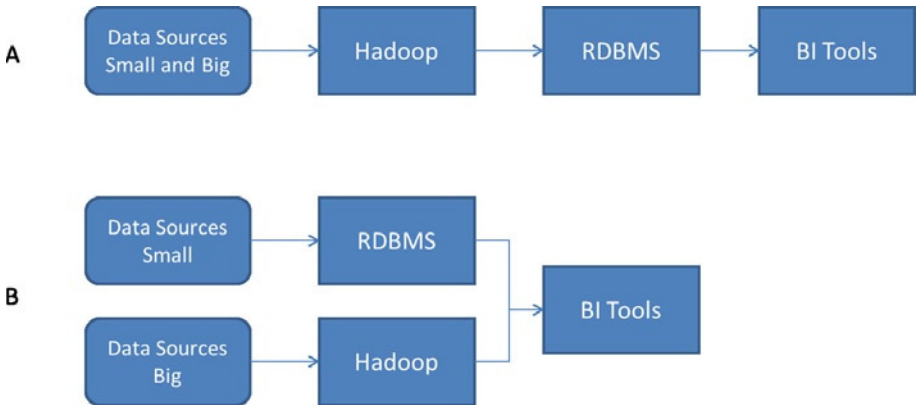 A
Data Sources
Small and Big
Hadoop
RDBMS
BI Tools
B
Data Sources
Small
RDBMS
Data Sources
Big
Hadoop
BI Tools